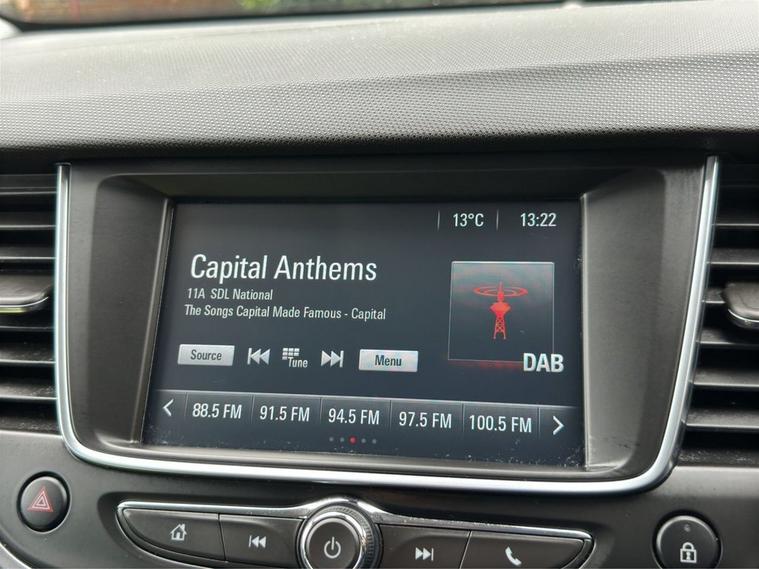 13°C 13:22
Capital Anthems
11A SDL National
The Songs Capital Made Famous - Capital
Source Tune Menu
DAB
88.5 FM 91.5 FM 94.5 FM 97.5 FM 100.5 FM